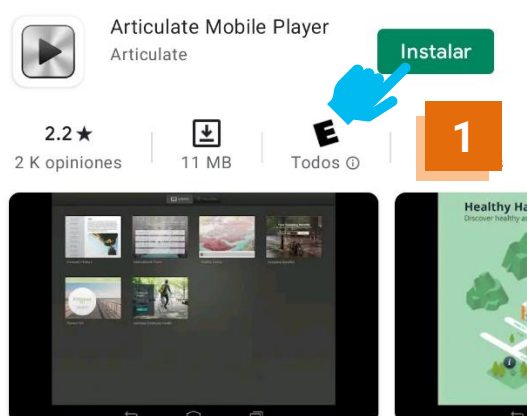 Articulate Mobile Player
Articulate
Instalar
2.2★
2 K opiniones
11 MB
E
Todos
1
Healthy Ha
Discover healthy a